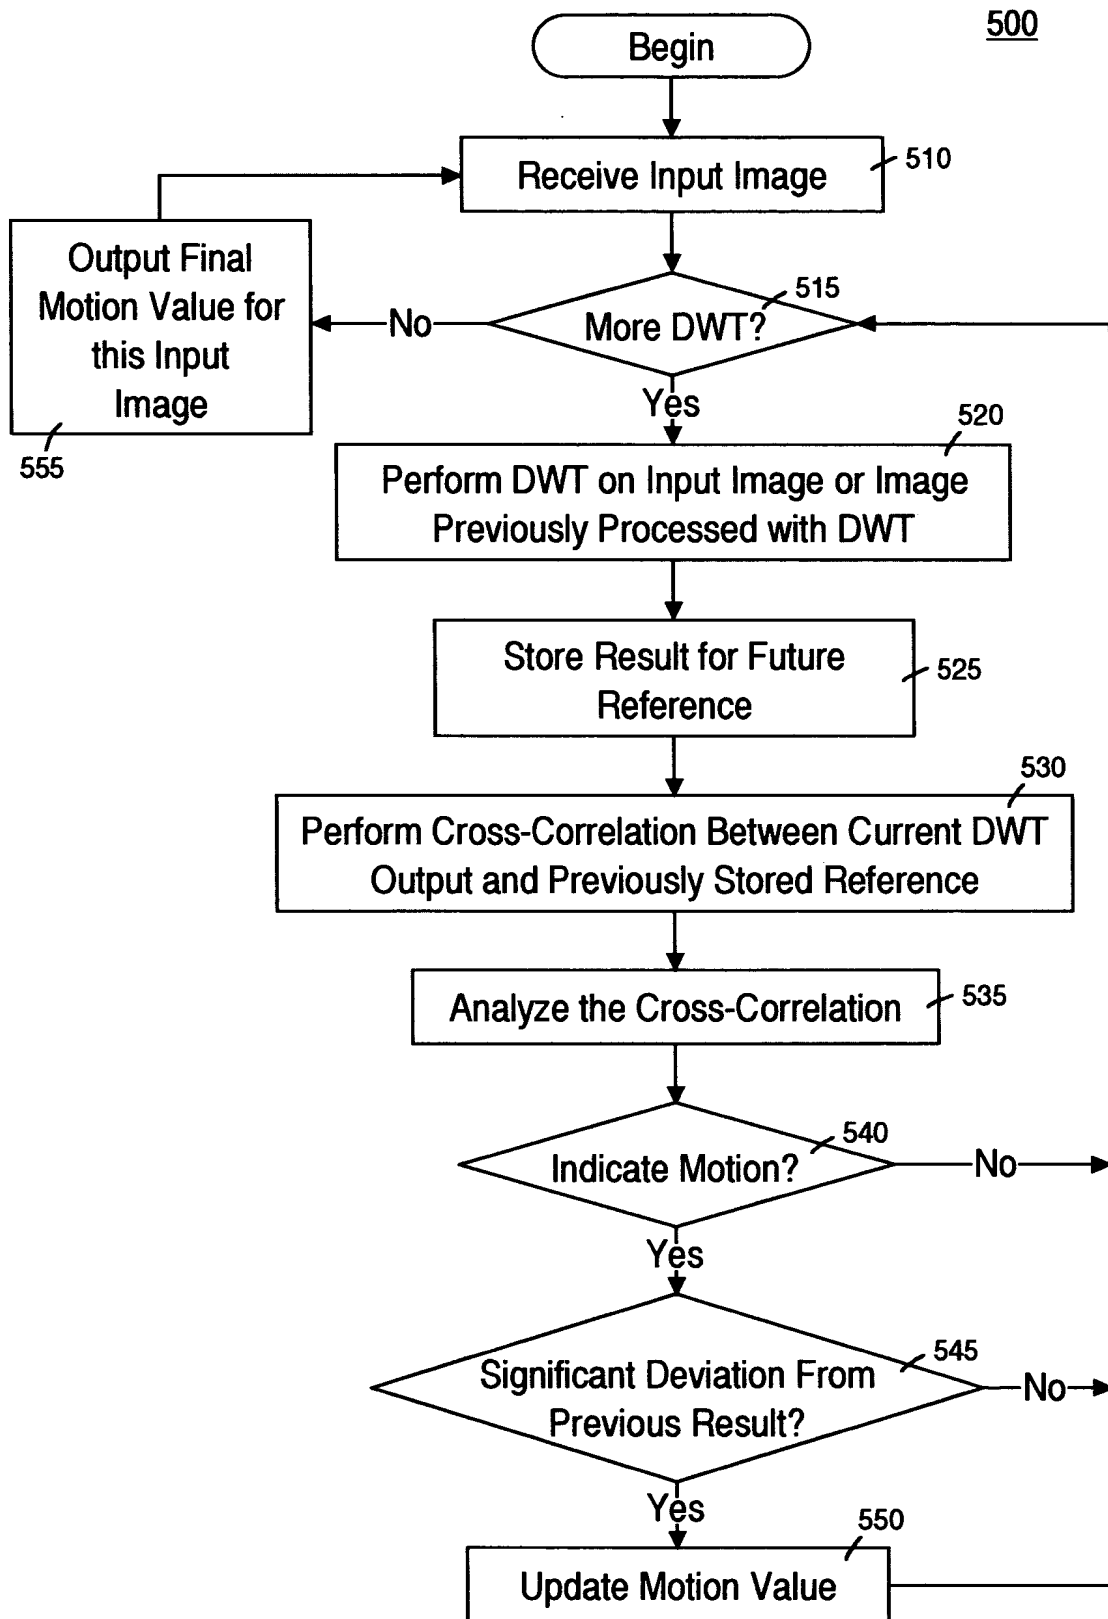 500
Begin
Receive Input Image
510
Output Final
Motion Value for
this Input
Image
555
515
More DWT?
No
Yes
520
Perform DWT on Input Image or Image
Previously Processed with DWT
Store Result for Future
Reference
525
530
Perform Cross-Correlation Between Current DWT
Output and Previously Stored Reference
Analyze the Cross-Correlation
535
540
Indicate Motion?
No
Yes
545
Significant Deviation From
Previous Result?
No
Yes
550
Update Motion Value